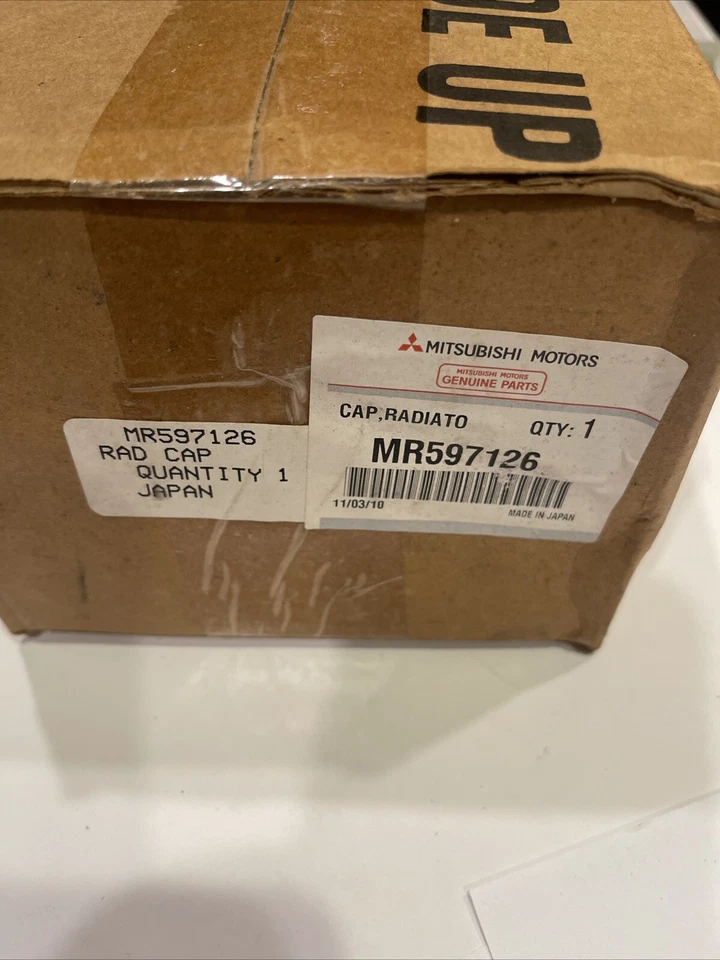 DE UP
MITSUBISHI MOTORS
MITSUBISHI MOTORS
GENUINE PARTS
CAP,RADIATO QTY: 1
MR597126
11/03/10 MADE IN JAPAN
MR597126
RAD CAP
QUANTITY 1
JAPAN